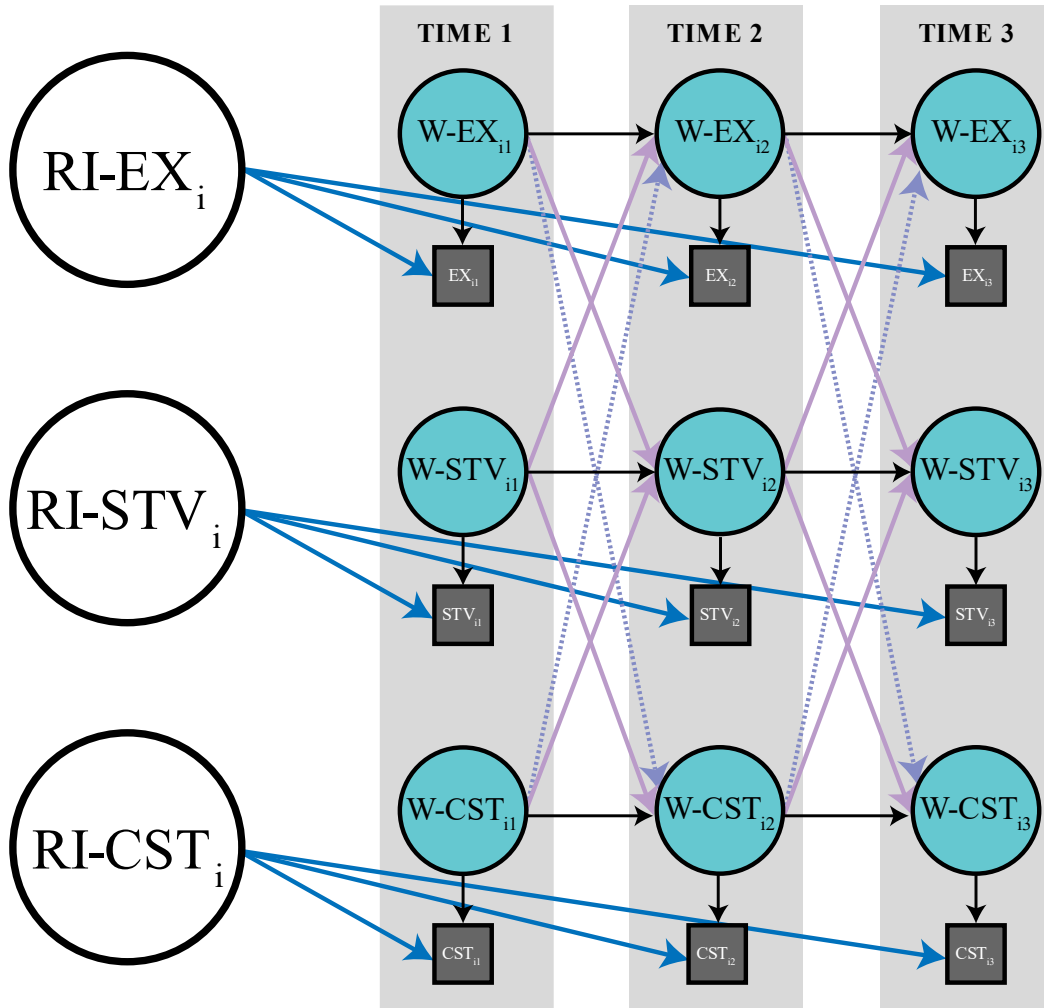 TIME 1 TIME 2 TIME 3
RI-EXi W-EXi1 W-EXi2 W-EXi3
EXi1 EXi2 EXi3
RI-STVi W-STVi1 W-STVi2 W-STVi3
STVi1 STVi2 STVi3
RI-CSTi W-CSTi1 W-CSTi2 W-CSTi3
CSTi1 CSTi2 CSTi3